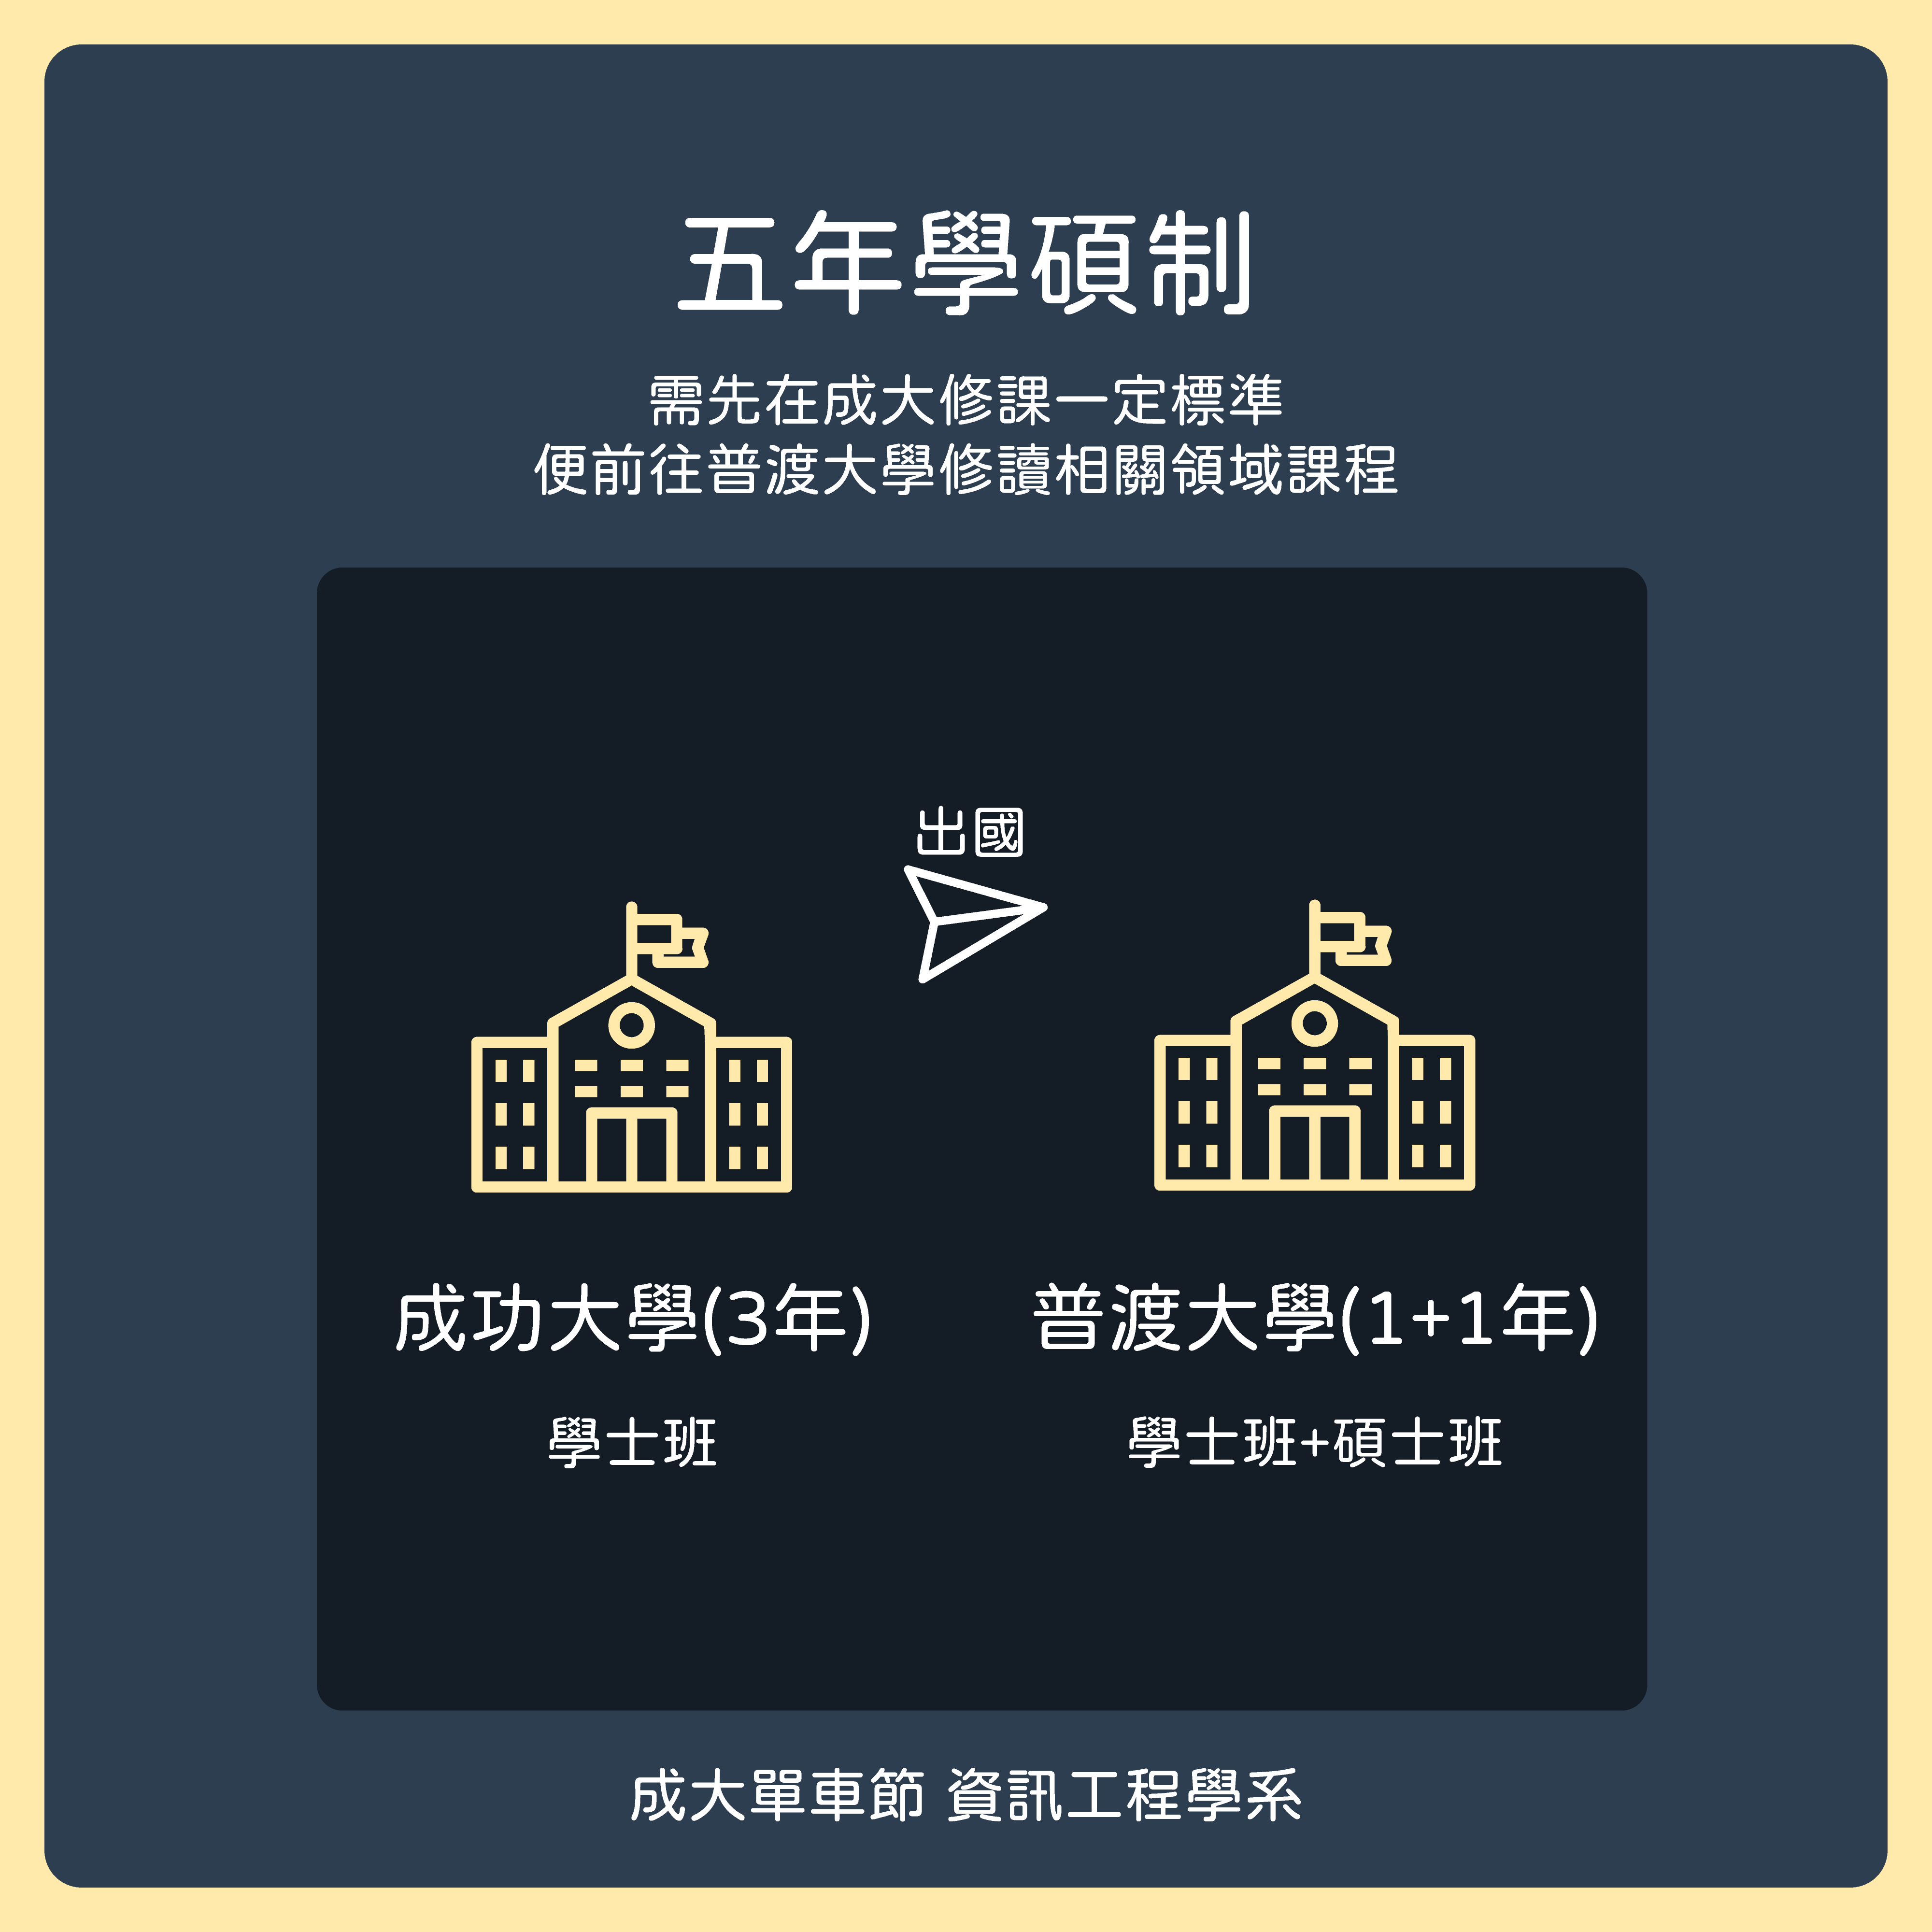 五年學碩制
需先在成大修課一定標準
便前往普渡大學修讀相關領域課程
出國
成功大學(3年)
學士班
普渡大學(1+1年)
學士班+碩士班
成大單車節 資訊工程學系